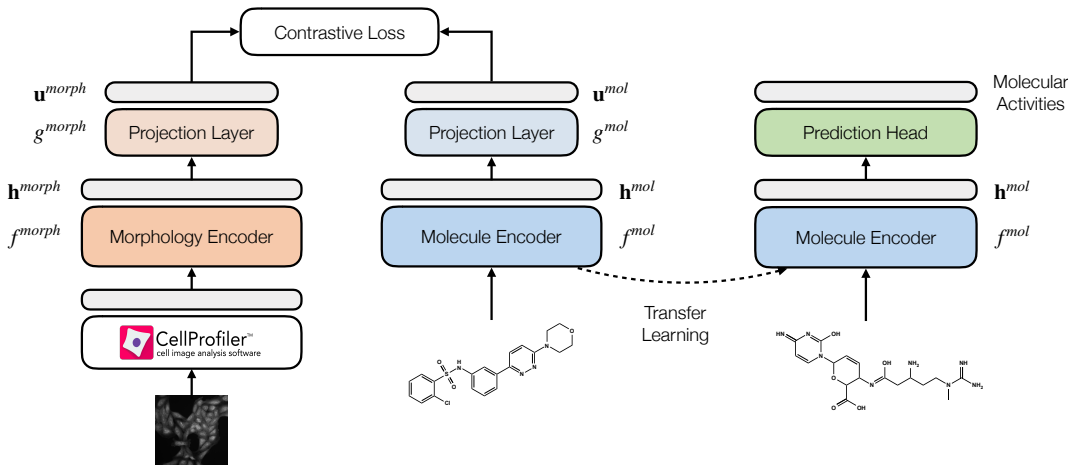 Contrastive Loss
u^morph
u^mol
Molecular
Activities
g^morph
Projection Layer
Projection Layer
g^mol
Prediction Head
h^morph
h^mol
h^mol
f^morph
Morphology Encoder
Molecule Encoder
f^mol
Molecule Encoder
f^mol
Transfer
Learning
CellProfiler™
cell image analysis software
O
N
N
N
H
N
O
S
O
Cl
HN
N
OH
N
O
OH
N
NH₂
NH
N
NH₂
O
OH